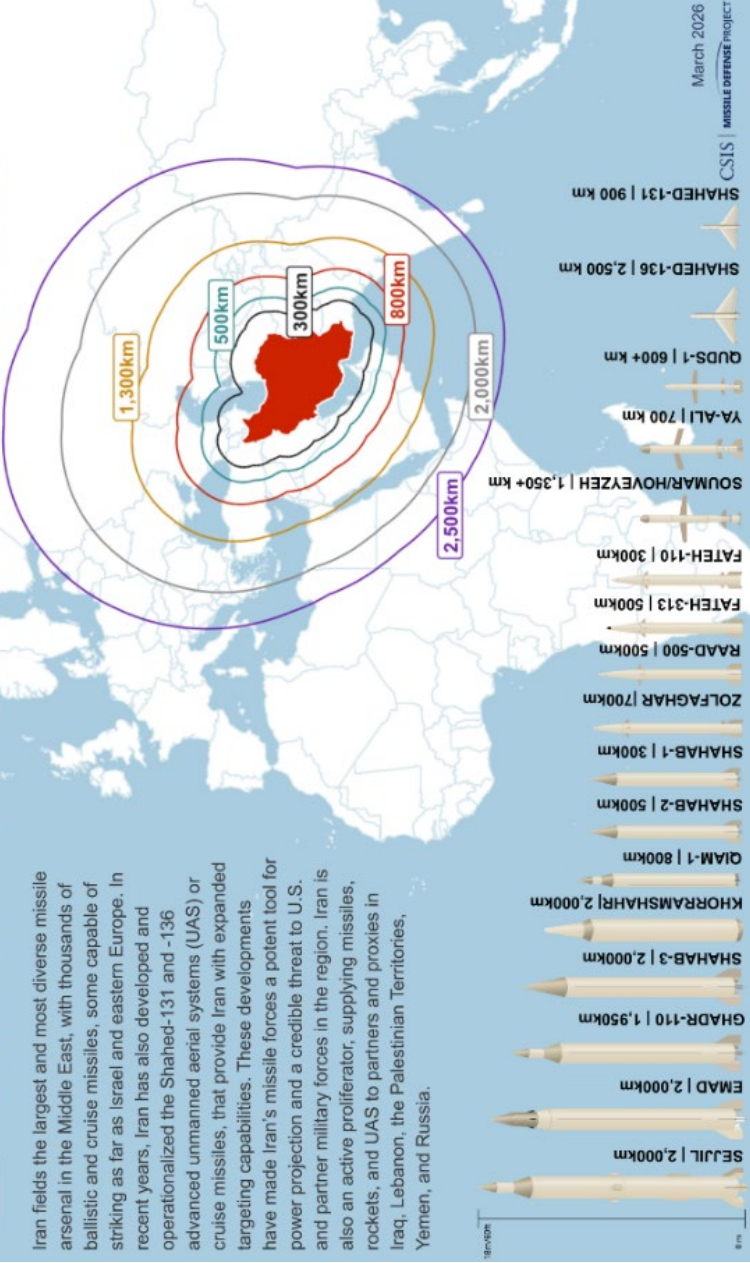 Iran fields the largest and most diverse missile
arsenal in the Middle East, with thousands of
ballistic and cruise missiles, some capable of
striking as far as Israel and eastern Europe. In
recent years, Iran has also developed and
operationalized the Shahed-131 and -136
advanced unmanned aerial systems (UAS) or
cruise missiles, that provide Iran with expanded
targeting capabilities. These developments
have made Iran's missile forces a potent tool for
power projection and a credible threat to U.S.
and partner military forces in the region. Iran is
also an active proliferator, supplying missiles,
rockets, and UAS to partners and proxies in
Iraq, Lebanon, the Palestinian Territories,
Yemen, and Russia.
1,300km
500km
300km
800km
2,000km
2,500km
18m/60ft
0 m
SEJJIL | 2,000km
EMAD | 2,000km
GHADR-110 | 1,950km
SHAHAB-3 | 2,000km
KHORRAMSHAHR| 2,000km
QIAM-1 | 800km
SHAHAB-2 | 500km
SHAHAB-1 | 300km
ZOLFAGHAR |700km
RAAD-500 | 500km
FATEH-313 | 500km
FATEH-110 | 300km
SOUMAR/HOVEYZEH | 1,350+ km
YA-ALI | 700 km
QUDS-1 | 600+ km
SHAHED-136 | 2,500 km
SHAHED-131 | 900 km
March 2026
CSIS | MISSILE DEFENSE PROJECT